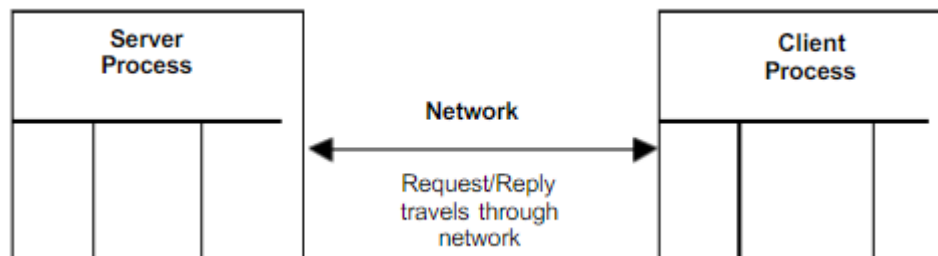 Server
Process
Client
Process
Network
Request/Reply
travels through
network